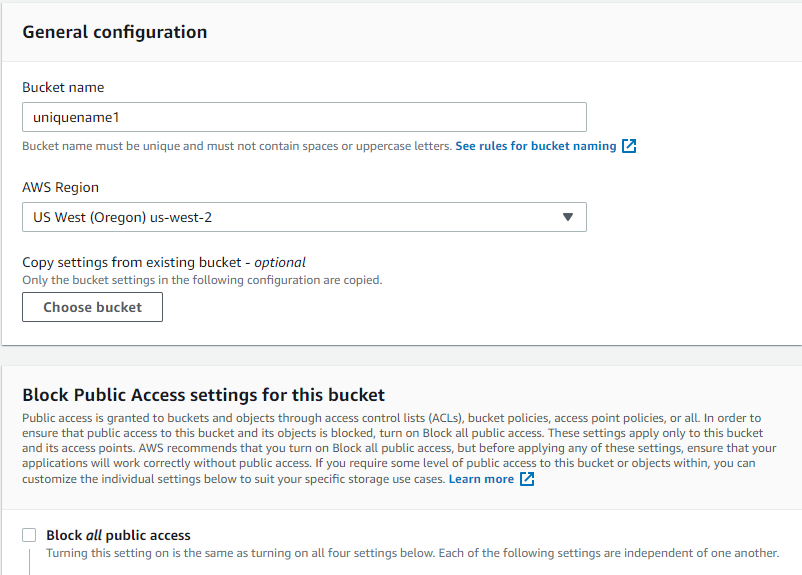 General configuration
Bucket name
uniquename1
Bucket name must be unique and must not contain spaces or uppercase letters. See rules for bucket naming
AWS Region
US West (Oregon) us-west-2
Copy settings from existing bucket - optional
Only the bucket settings in the following configuration are copied.
Choose bucket
Block Public Access settings for this bucket
Public access is granted to buckets and objects through access control lists (ACLs), bucket policies, access point policies, or all. In order to
ensure that public access to this bucket and its objects is blocked, turn on Block all public access. These settings apply only to this bucket
and its access points. AWS recommends that you turn on Block all public access, but before applying any of these settings, ensure that your
applications will work correctly without public access. If you require some level of public access to this bucket or objects within, you can
customize the individual settings below to suit your specific storage use cases. Learn more
Block all public access
Turning this setting on is the same as turning on all four settings below. Each of the following settings are independent of one another.